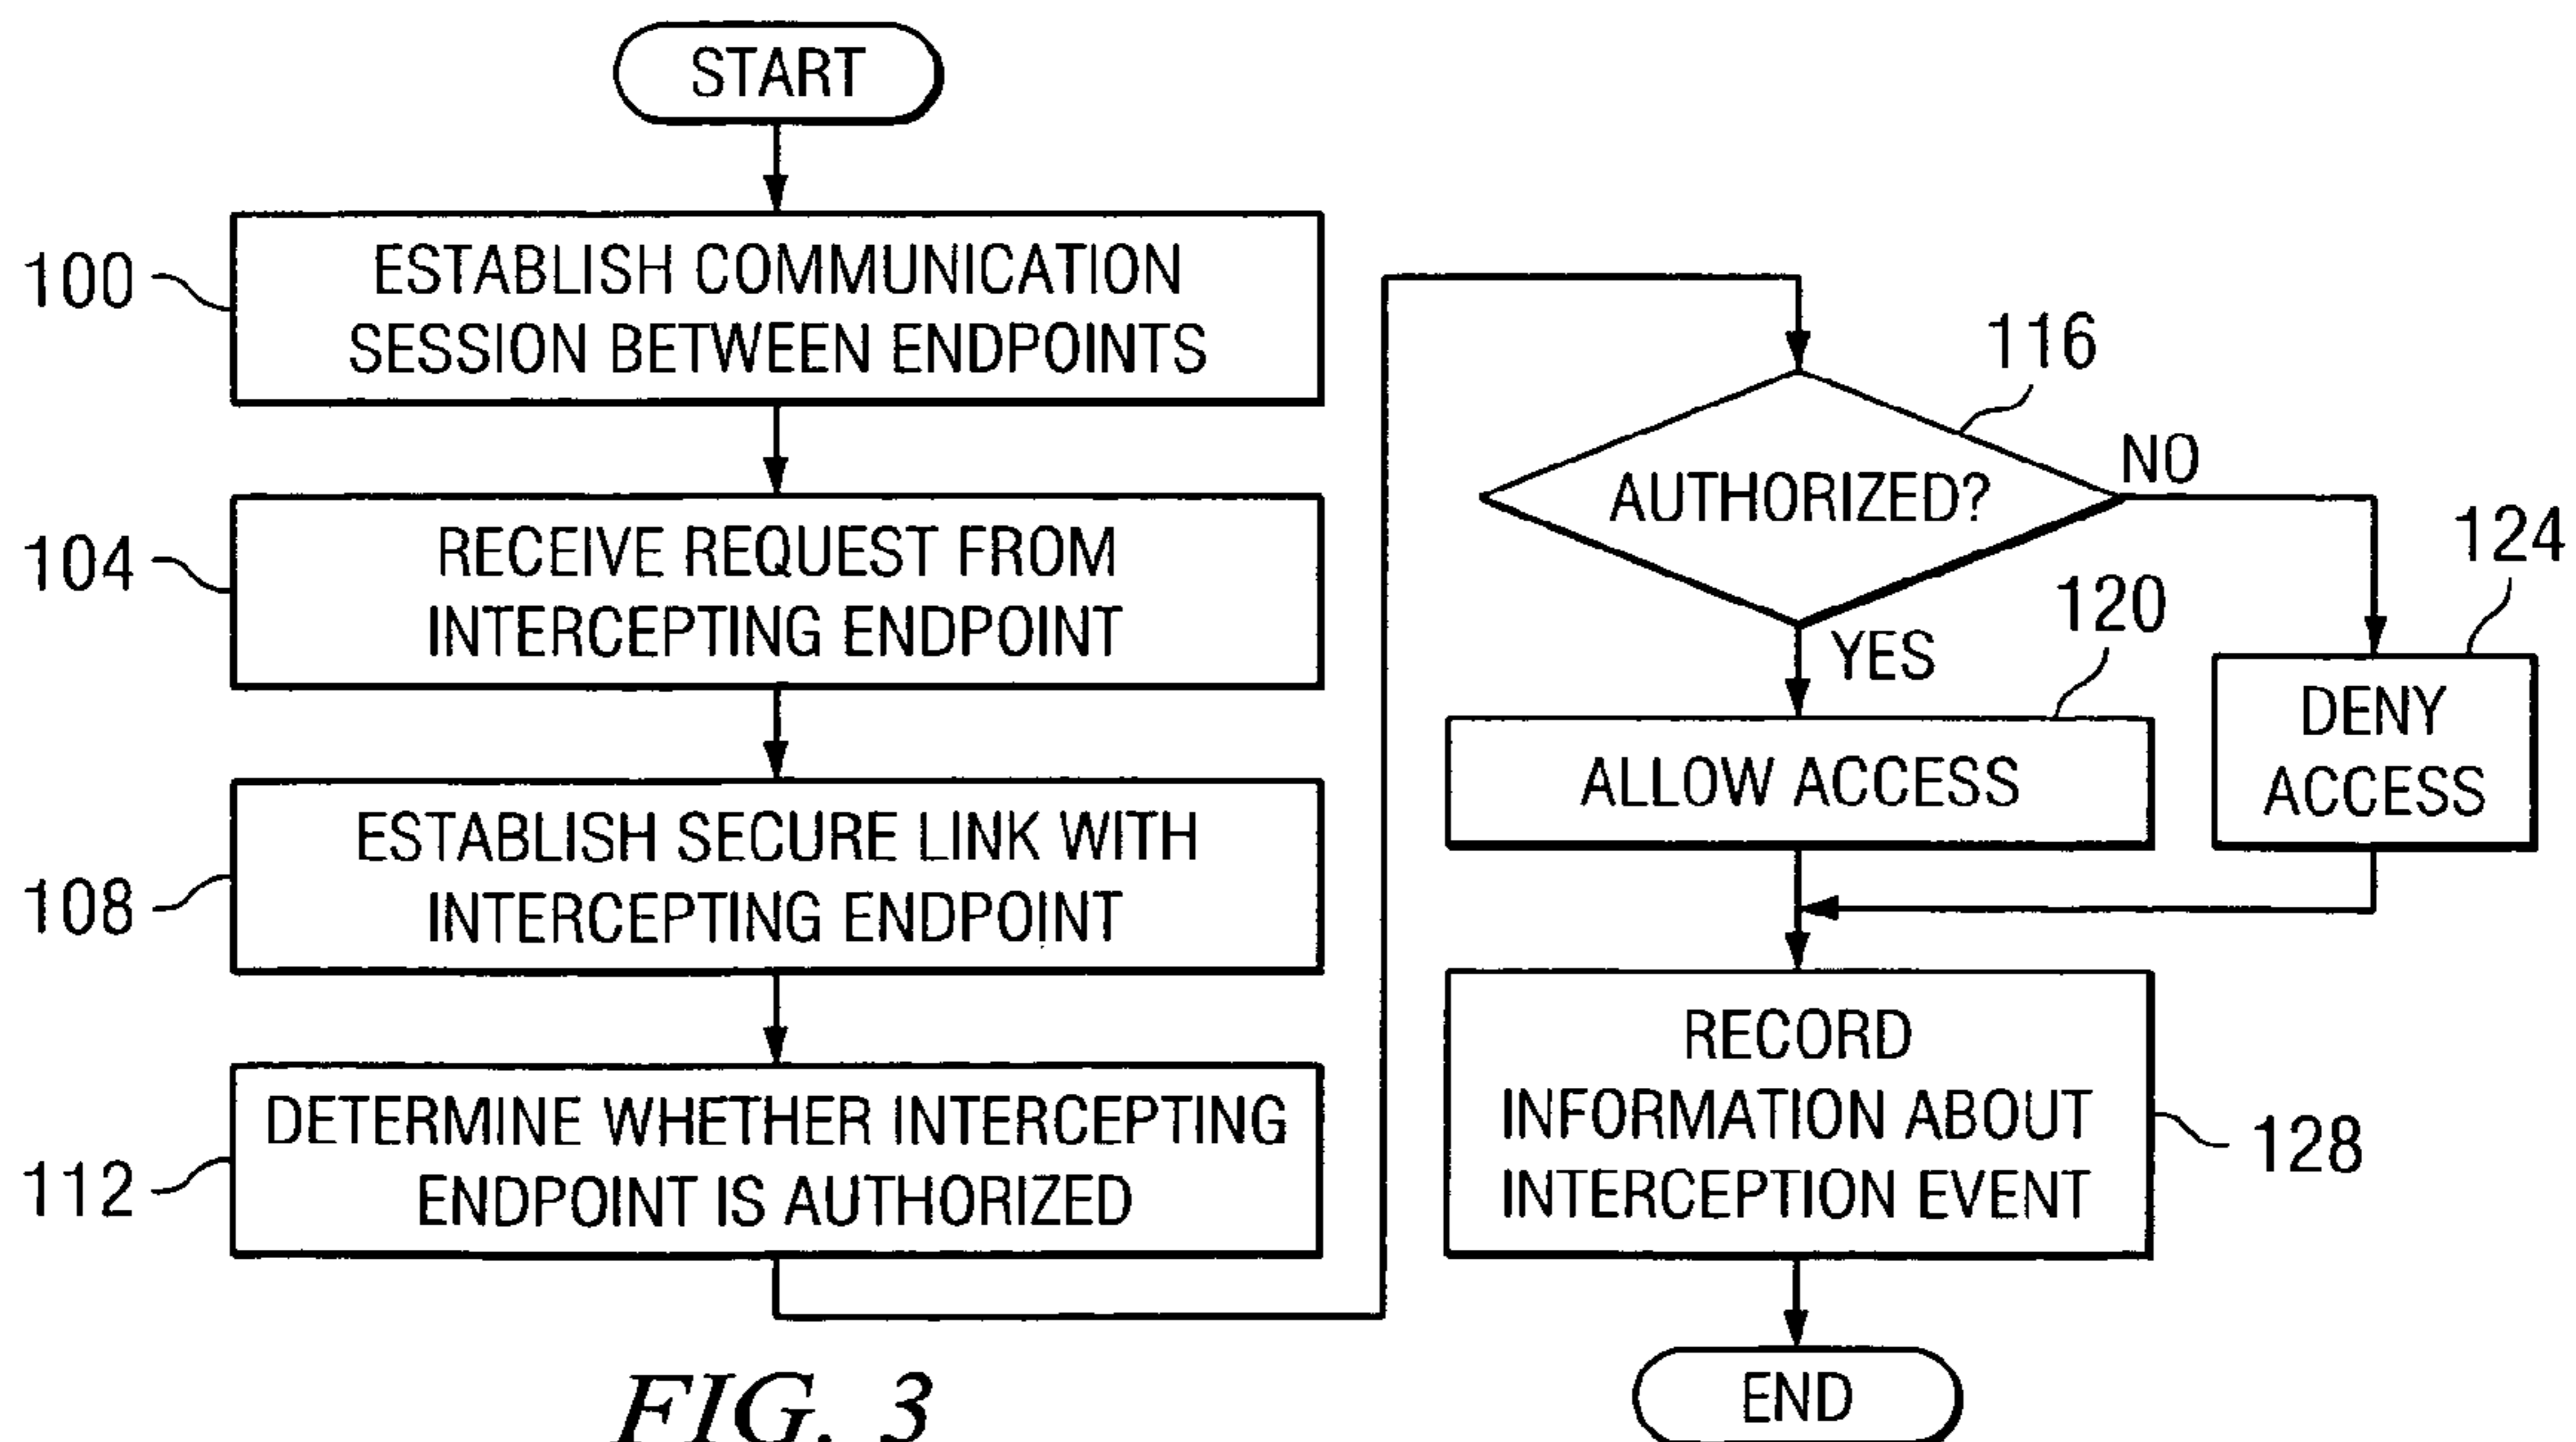 START
100
ESTABLISH COMMUNICATION
SESSION BETWEEN ENDPOINTS
104
RECEIVE REQUEST FROM
INTERCEPTING ENDPOINT
108
ESTABLISH SECURE LINK WITH
INTERCEPTING ENDPOINT
112
DETERMINE WHETHER INTERCEPTING
ENDPOINT IS AUTHORIZED
116
AUTHORIZED?
NO
YES
120
ALLOW ACCESS
124
DENY
ACCESS
RECORD
INFORMATION ABOUT
INTERCEPTION EVENT
128
END
FIG. 3